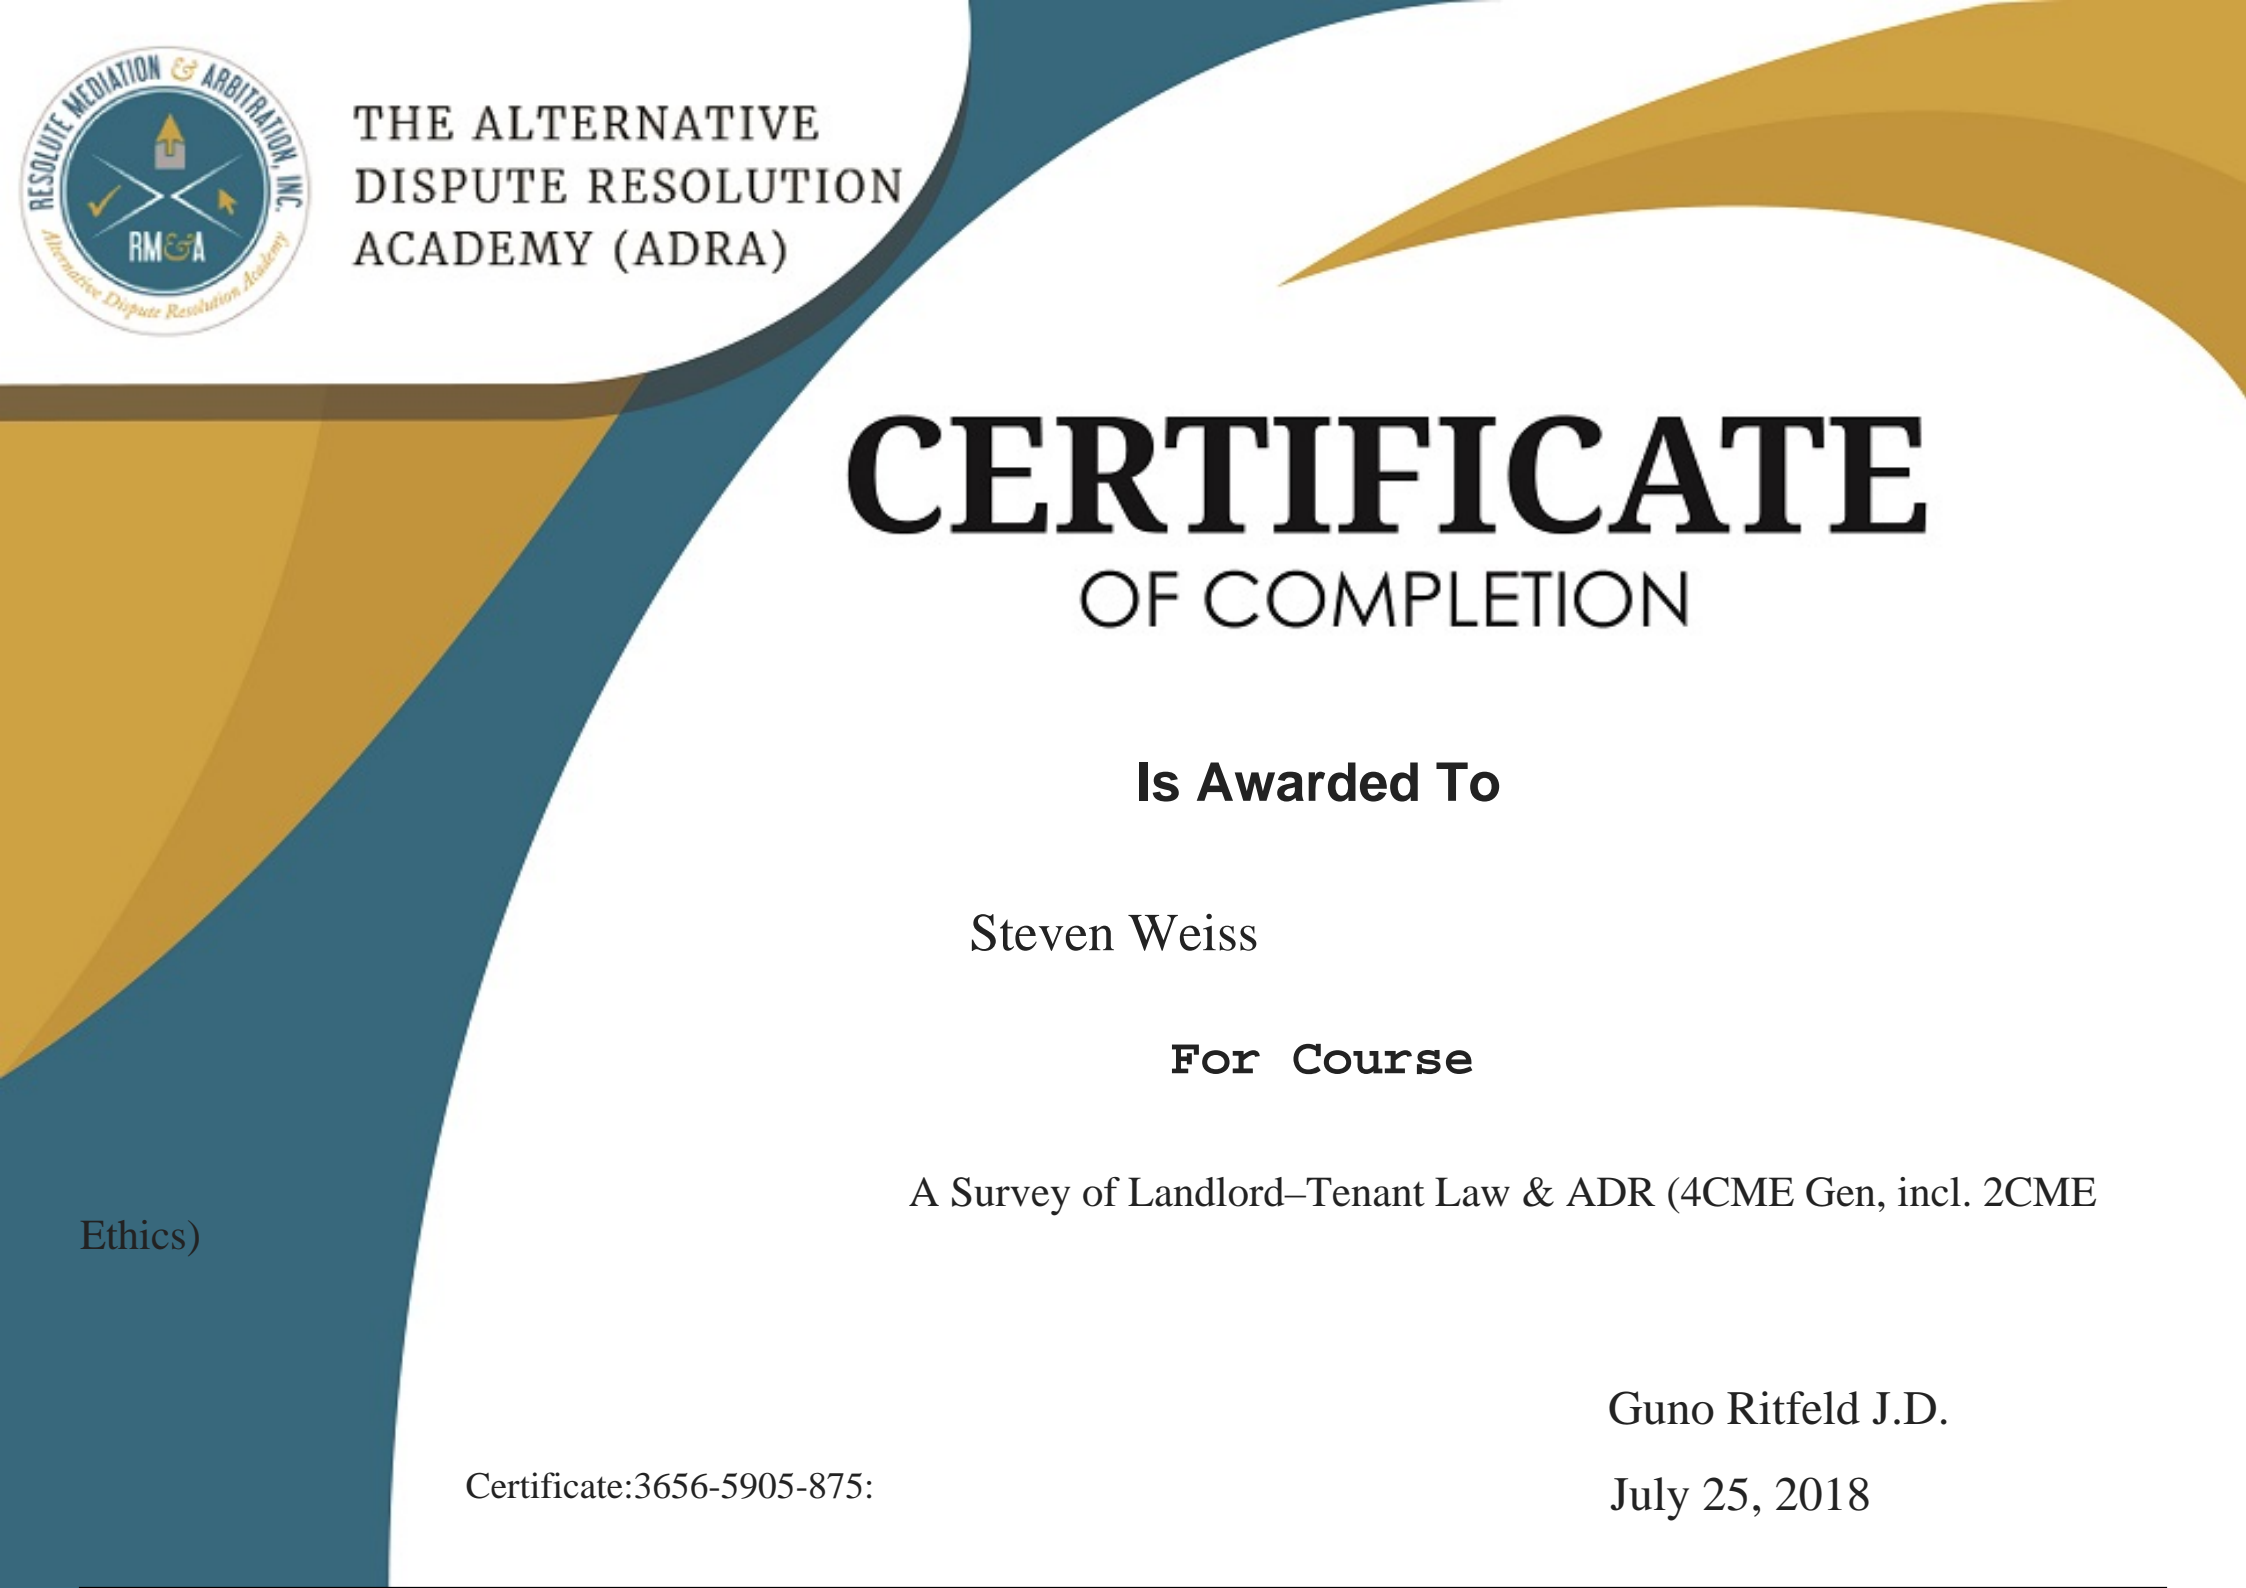 RESOLUTE MEDIATION & ARBITRATION, INC.
RM&A
Alternative Dispute Resolution Academy
THE ALTERNATIVE
DISPUTE RESOLUTION
ACADEMY (ADRA)
CERTIFICATE
OF COMPLETION
Is Awarded To
Steven Weiss
For Course
A Survey of Landlord–Tenant Law & ADR (4CME Gen, incl. 2CME
Ethics)
Guno Ritfeld J.D.
Certificate:3656-5905-875:
July 25, 2018